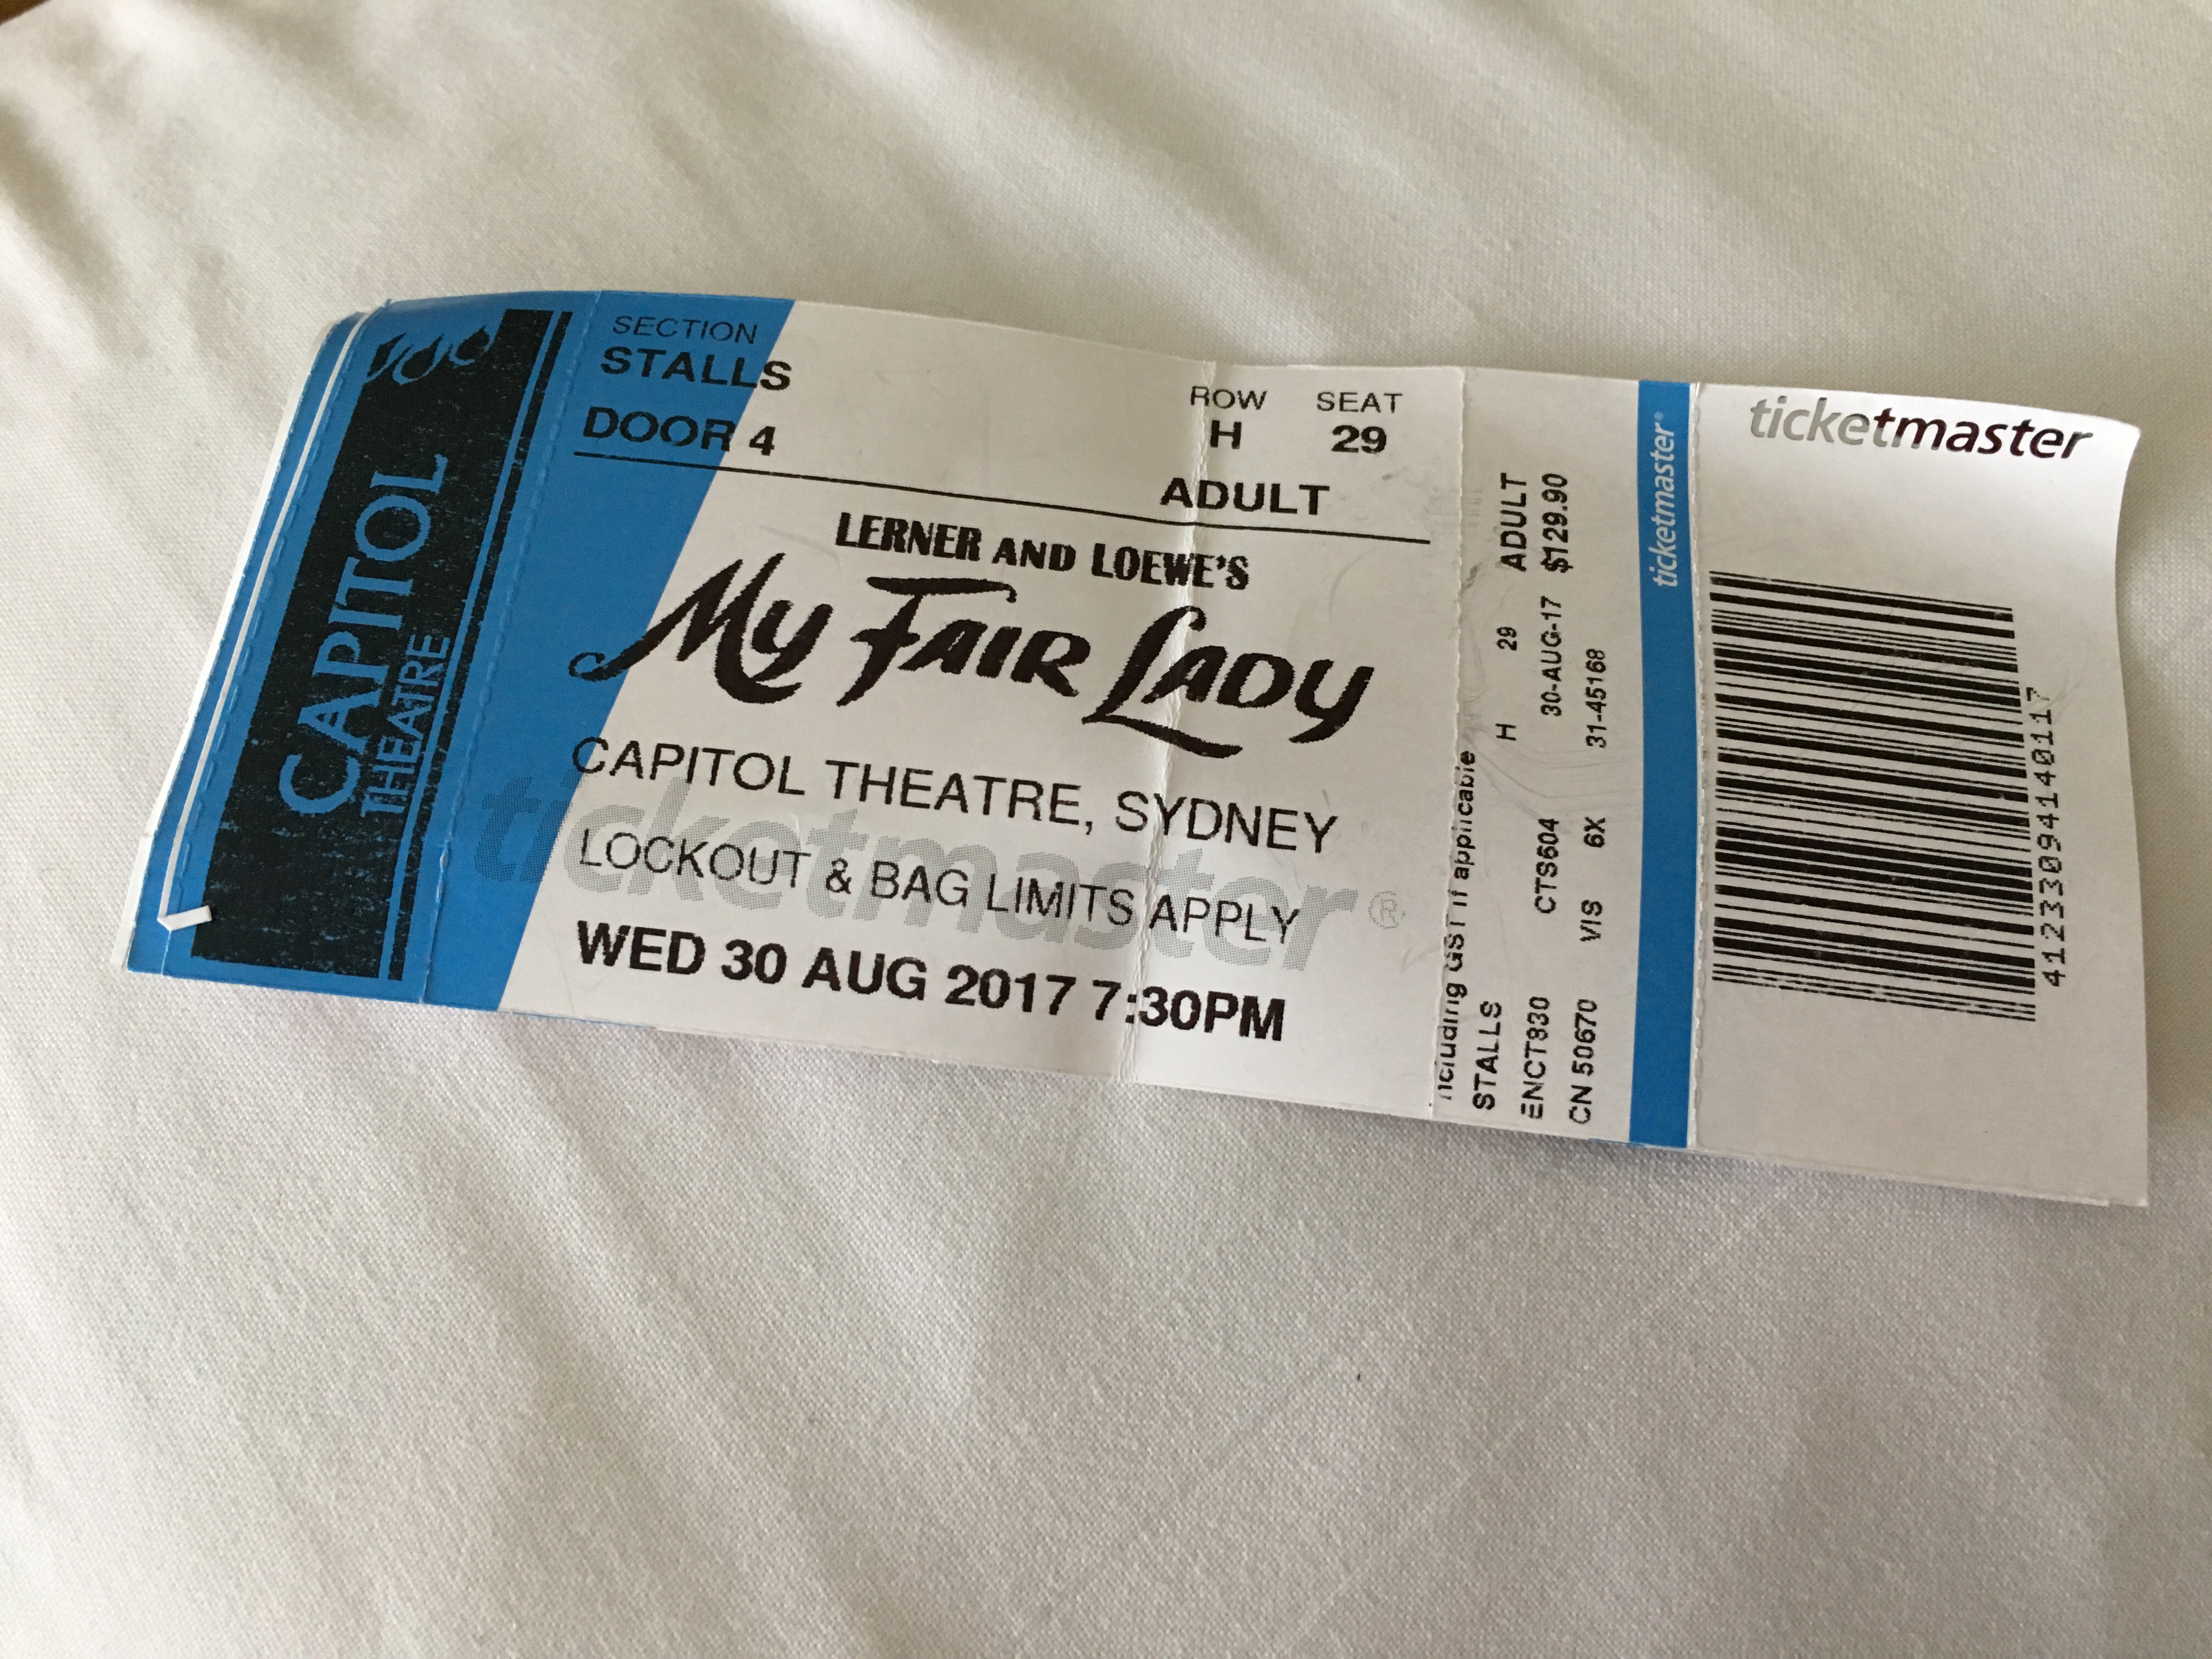 CAPITOL
THEATRE
SECTION
STALLS
DOOR 4
ROW SEAT
H 29
ADULT
LERNER AND LOEWE'S
My Fair Lady
CAPITOL THEATRE, SYDNEY
LOCKOUT & BAG LIMITS APPLY
WED 30 AUG 2017 7:30PM
ticketmaster®
including GST if applicable
STALLS H 29 ADULT
ENCT830 CTS604 30-AUG-17 $129.90
CN 50670 VIS 6X 31-45168
ticketmaster®
ticketmaster
41233094140117